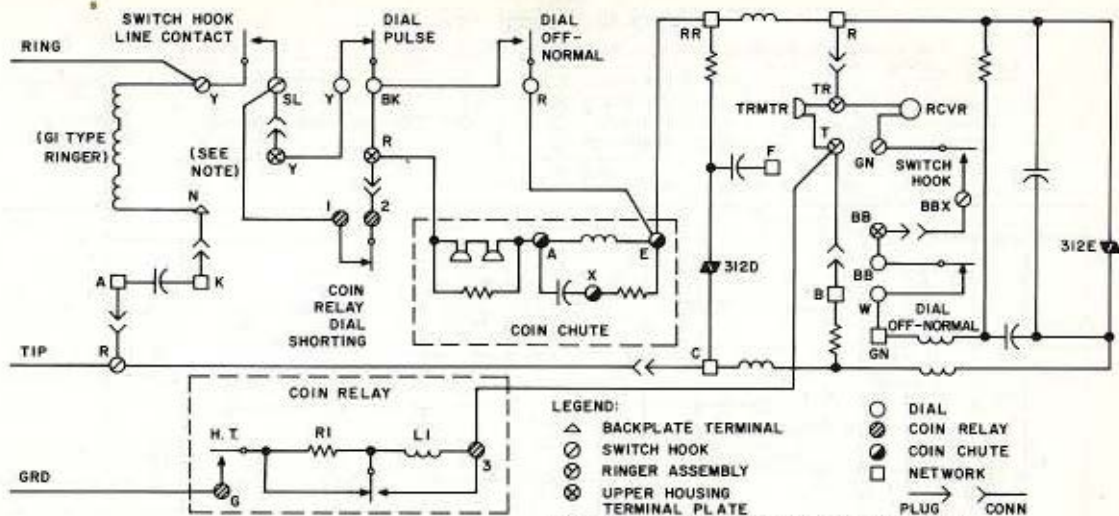 SWITCH HOOK
LINE CONTACT
DIAL
PULSE
DIAL
OFF-
NORMAL
RR
R
RING
Y
SL
Y
BK
R
TR
TRMTR
RCVR
T
(GI TYPE
RINGER)
(SEE
NOTE)
Y
R
F
GN
SWITCH
HOOK
BBX
N
1
2
BB
A
K
A
E
X
312D
BB
312E
COIN
RELAY
DIAL
SHORTING
COIN CHUTE
B
W
DIAL
OFF-NORMAL
GN
TIP
R
C
COIN RELAY
H.T.
R1
L1
3
GRD
G
LEGEND:
BACKPLATE TERMINAL
SWITCH HOOK
RINGER ASSEMBLY
UPPER HOUSING
TERMINAL PLATE
DIAL
COIN RELAY
COIN CHUTE
NETWORK
PLUG
CONN